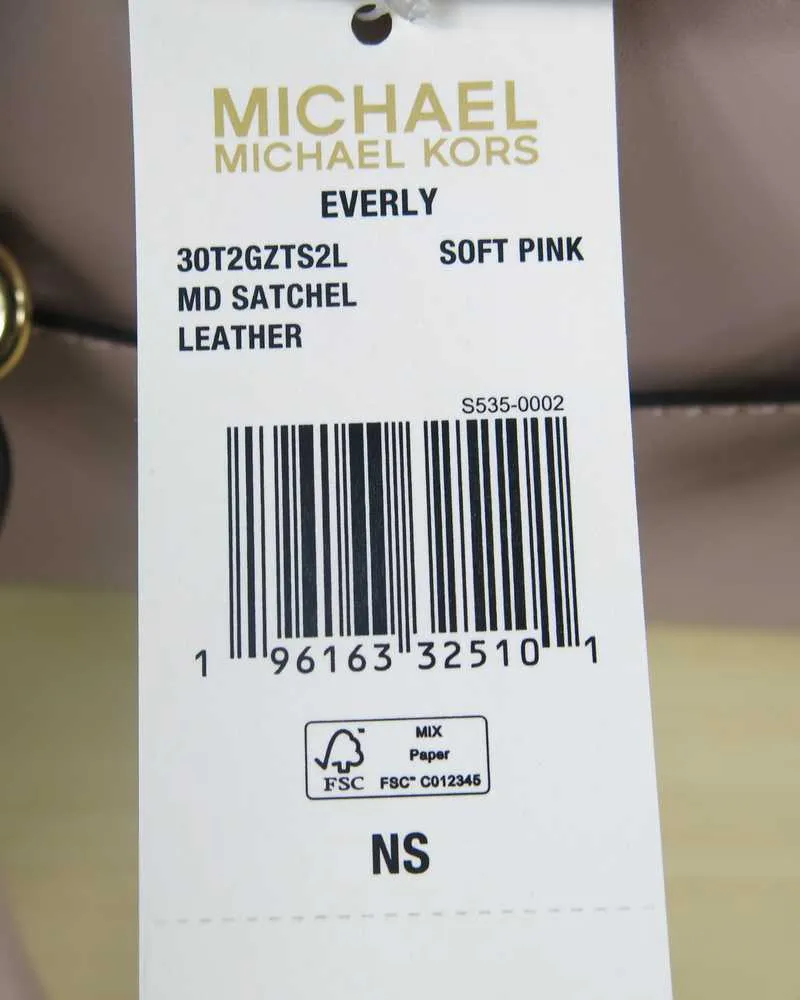 MICHAEL
MICHAEL KORS
EVERLY
30T2GZTS2L SOFT PINK
MD SATCHEL
LEATHER
S535-0002
1 96163 32510 1
MIX
Paper
FSC™ FSC™ C012345
NS